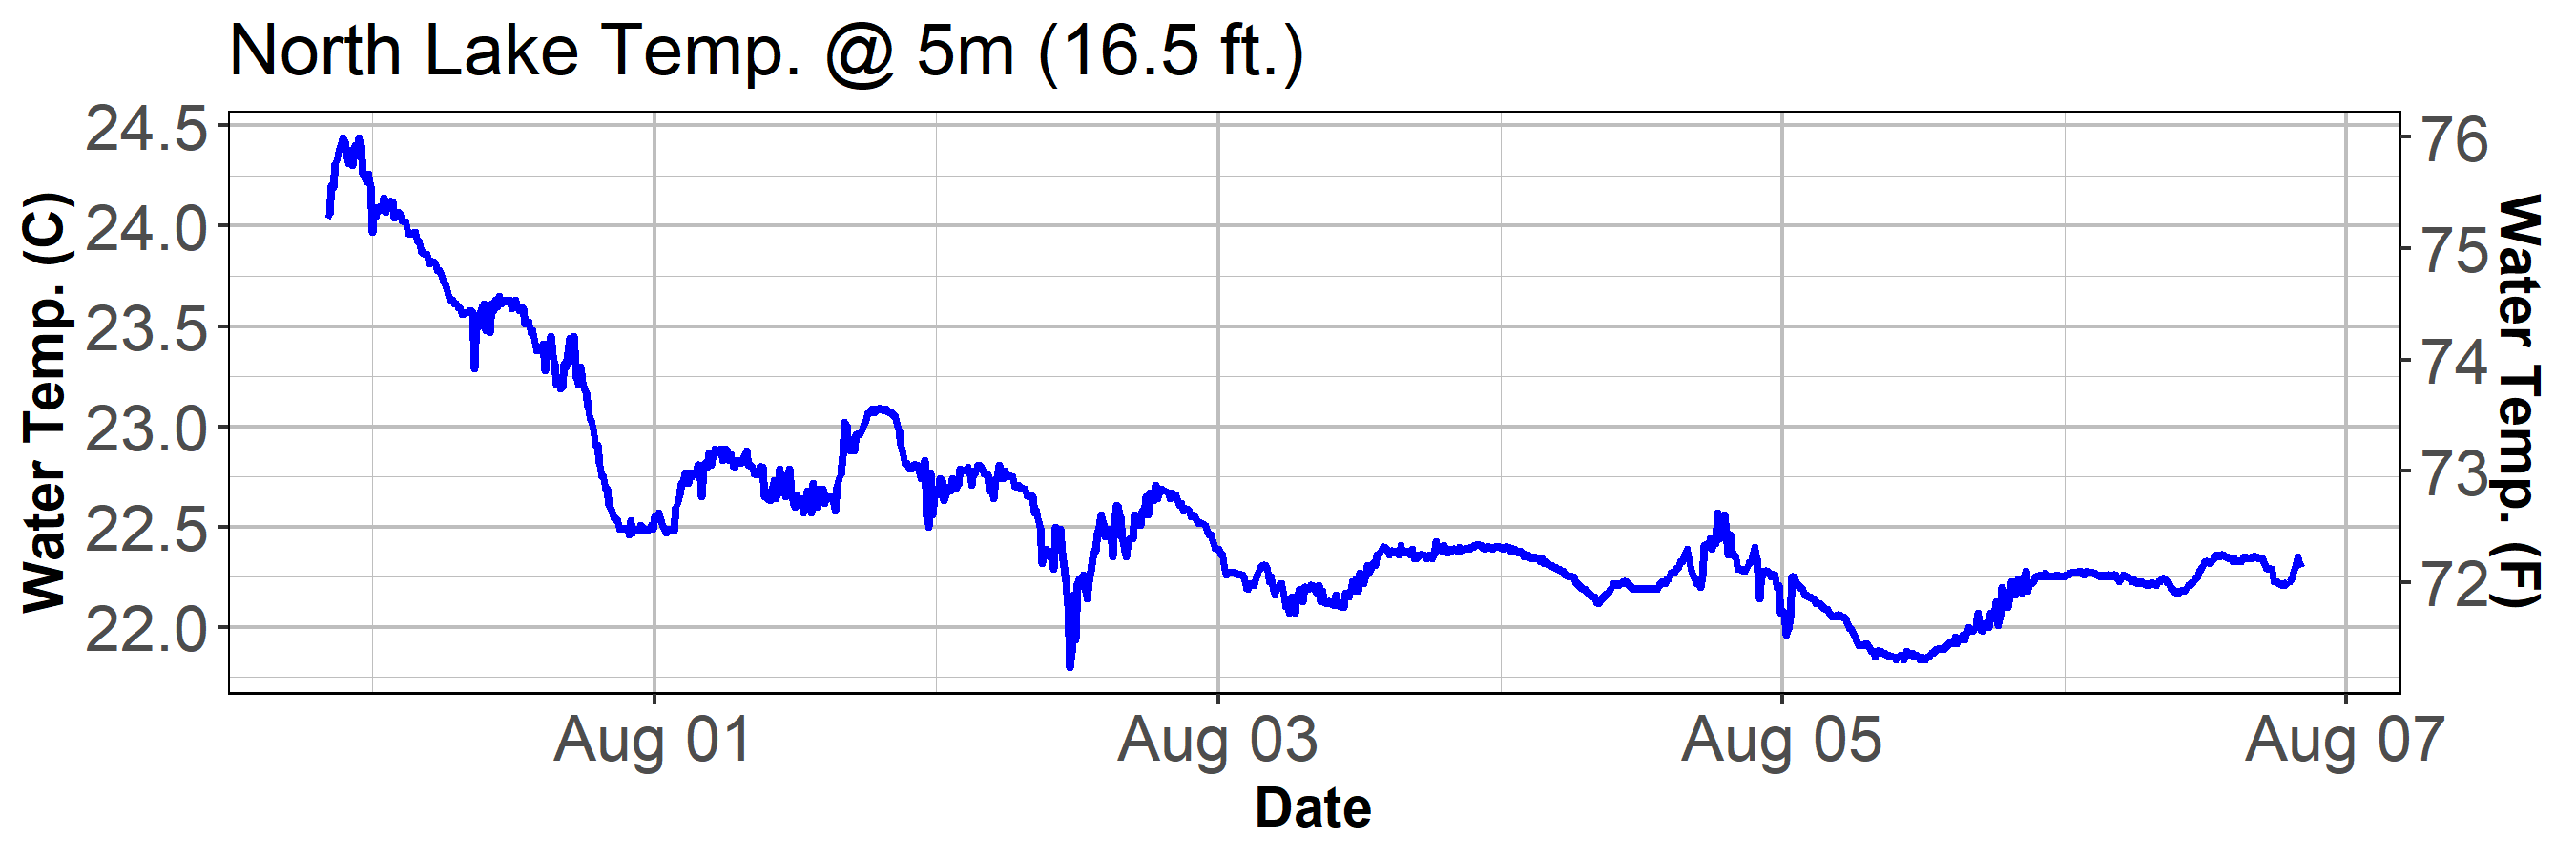 North Lake Temp. @ 5m (16.5 ft.)
Water Temp. (C)
24.5
24.0
23.5
23.0
22.5
22.0
76
75
74
73
72
Water Temp. (F)
Aug 01 Aug 03 Aug 05 Aug 07
Date